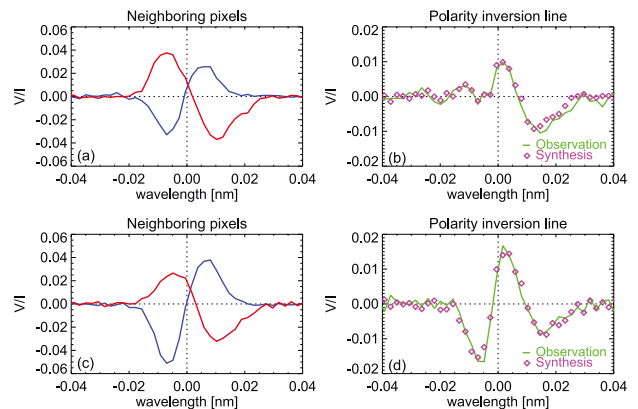 Neighboring pixels
Polarity inversion line
0.06
0.04
0.02
0.00
-0.02
-0.04
-0.06
V/I
(a)
-0.04 -0.02 0.00 0.02 0.04
wavelength [nm]
0.02
0.01
0.00
-0.01
-0.02
V/I
(b)
Observation
Synthesis
-0.04 -0.02 0.00 0.02 0.04
wavelength [nm]
Neighboring pixels
Polarity inversion line
0.06
0.04
0.02
0.00
-0.02
-0.04
-0.06
V/I
(c)
-0.04 -0.02 0.00 0.02 0.04
wavelength [nm]
0.02
0.01
0.00
-0.01
-0.02
V/I
(d)
Observation
Synthesis
-0.04 -0.02 0.00 0.02 0.04
wavelength [nm]